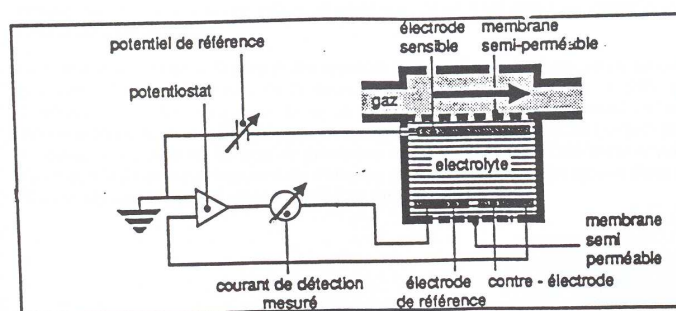 électrode
sensible
membrane
semi-perméable
potentiel de référence
potentiostat
gaz
electrolyte
membrane
semi
perméable
courant de détection
mesuré
électrode
de référence
contre - électrode